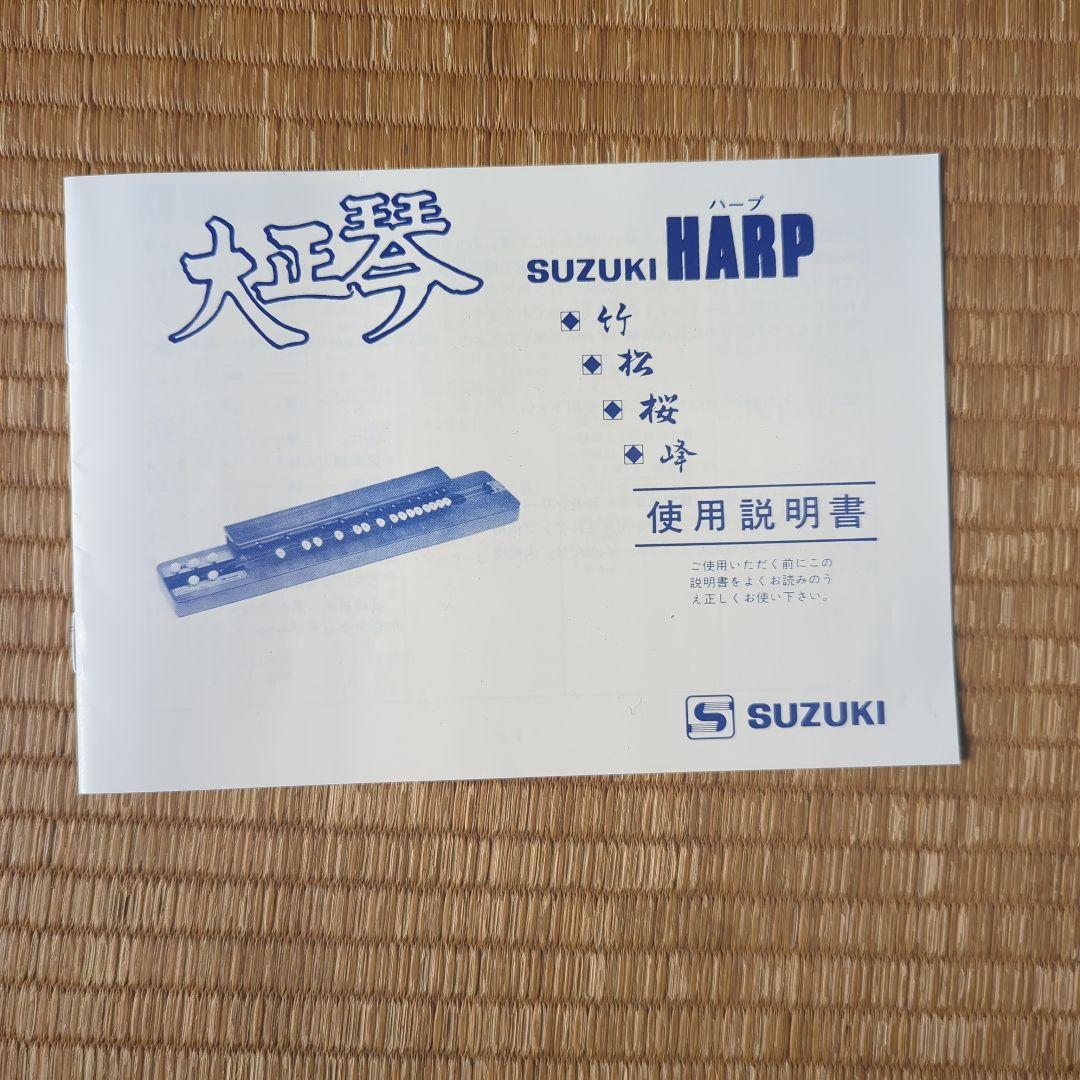 大正琴
ハープ
SUZUKI HARP
竹
松
桜
峰
使用説明書
ご使用いただく前にこの
説明書をよくお読みのう
え正しくお使い下さい。
SUZUKI